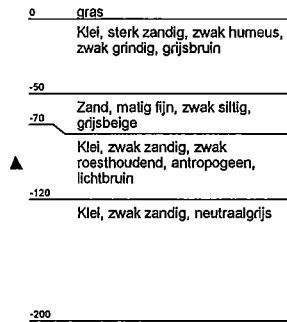 0 gras
Klei, sterk zandig, zwak humeus,
zwak grindig, grijsbruin
-50
Zand, matig fijn, zwak siltig,
grijsbeige
-70
Klei, zwak zandig, zwak
roesthoudend, antropogeen,
lichtbruin
-120
Klei, zwak zandig, neutraalgrijs
-200